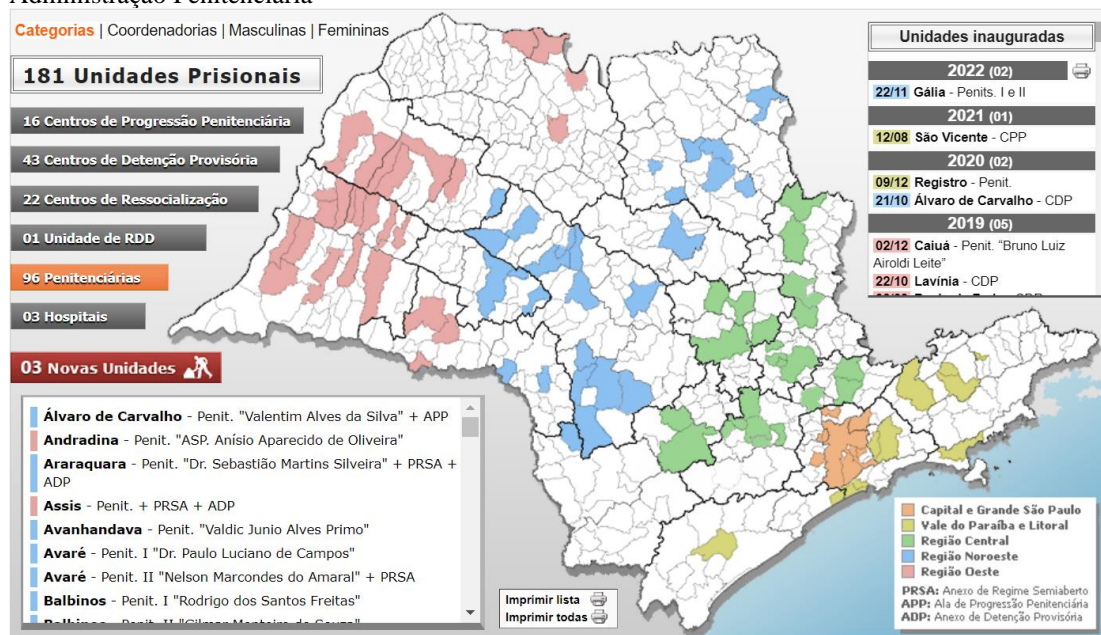 Administração Penitenciária
Categorias | Coordenadorias | Masculinas | Femininas
181 Unidades Prisionais
16 Centros de Progressão Penitenciária
43 Centros de Detenção Provisória
22 Centros de Ressocialização
01 Unidade de RDD
96 Penitenciárias
03 Hospitais
03 Novas Unidades
Álvaro de Carvalho - Penit. "Valentim Alves da Silva" + APP
Andradina - Penit. "ASP. Anísio Aparecido de Oliveira"
Araraquara - Penit. "Dr. Sebastião Martins Silveira" + PRSA +
ADP
Assis - Penit. + PRSA + ADP
Avanhandava - Penit. "Valdic Junio Alves Primo"
Avaré - Penit. I "Dr. Paulo Luciano de Campos"
Avaré - Penit. II "Nelson Marcondes do Amaral" + PRSA
Balbinos - Penit. I "Rodrigo dos Santos Freitas"
Imprimir lista
Imprimir todas
Unidades inauguradas
2022 (02)
22/11 Gália - Penits. I e II
2021 (01)
12/08 São Vicente - CPP
2020 (02)
09/12 Registro - Penit.
21/10 Álvaro de Carvalho - CDP
2019 (05)
02/12 Caiuá - Penit. "Bruno Luiz
Airoldi Leite"
22/10 Lavínia - CDP
Capital e Grande São Paulo
Vale do Paraíba e Litoral
Região Central
Região Noroeste
Região Oeste
PRSA: Anexo de Regime Semiaberto
APP: Ala de Progressão Penitenciária
ADP: Anexo de Detenção Provisória